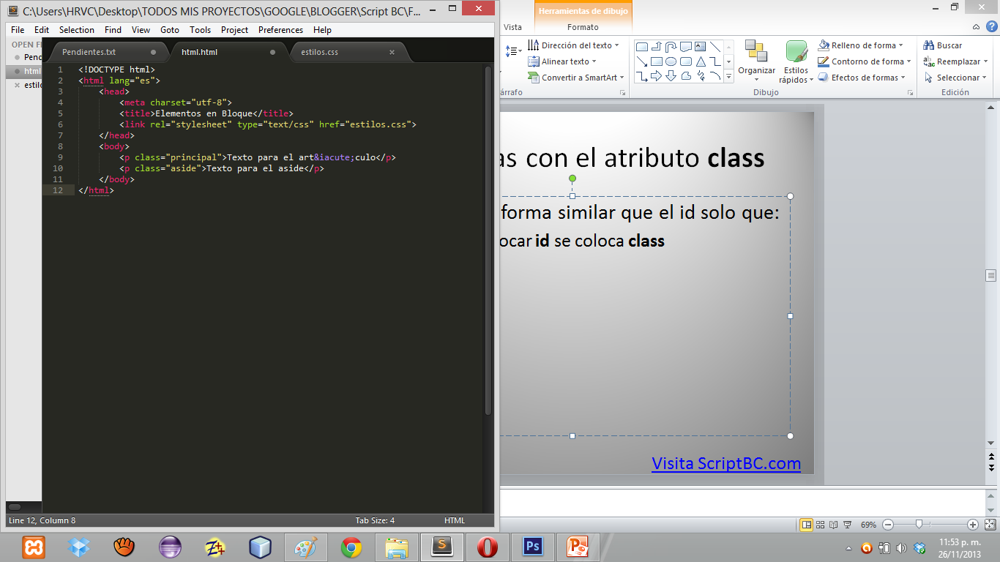 C:\Users\HRVC\Desktop\TODOS MIS PROYECTOS\GOOGLE\BLOGGER\Script BC\F...
File Edit Selection Find View Goto Tools Project Preferences Help
OPEN FI
Pend
html
estilo
Pendientes.txt html.html estilos.css
1 <!DOCTYPE html>
2 <html lang="es">
3 <head>
4 <meta charset="utf-8">
5 <title>Elementos en Bloque</title>
6 <link rel="stylesheet" type="text/css" href="estilos.css">
7 </head>
8 <body>
9 <p class="principal">Texto para el art&iacute;culo</p>
10 <p class="aside">Texto para el aside</p>
11 </body>
12 </html>
Line 12, Column 8 Tab Size: 4 HTML
Herramientas de dibujo
Vista Formato
Dirección del texto
Alinear texto
Convertir a SmartArt
árrafo
Organizar
Estilos rápidos
Relleno de forma
Contorno de forma
Efectos de formas
Dibujo
Buscar
Reemplazar
Seleccionar
Edición
as con el atributo class
forma similar que el id solo que:
ocar id se coloca class
Visita ScriptBC.com
69%
Ps
11:53 p. m.
26/11/2013